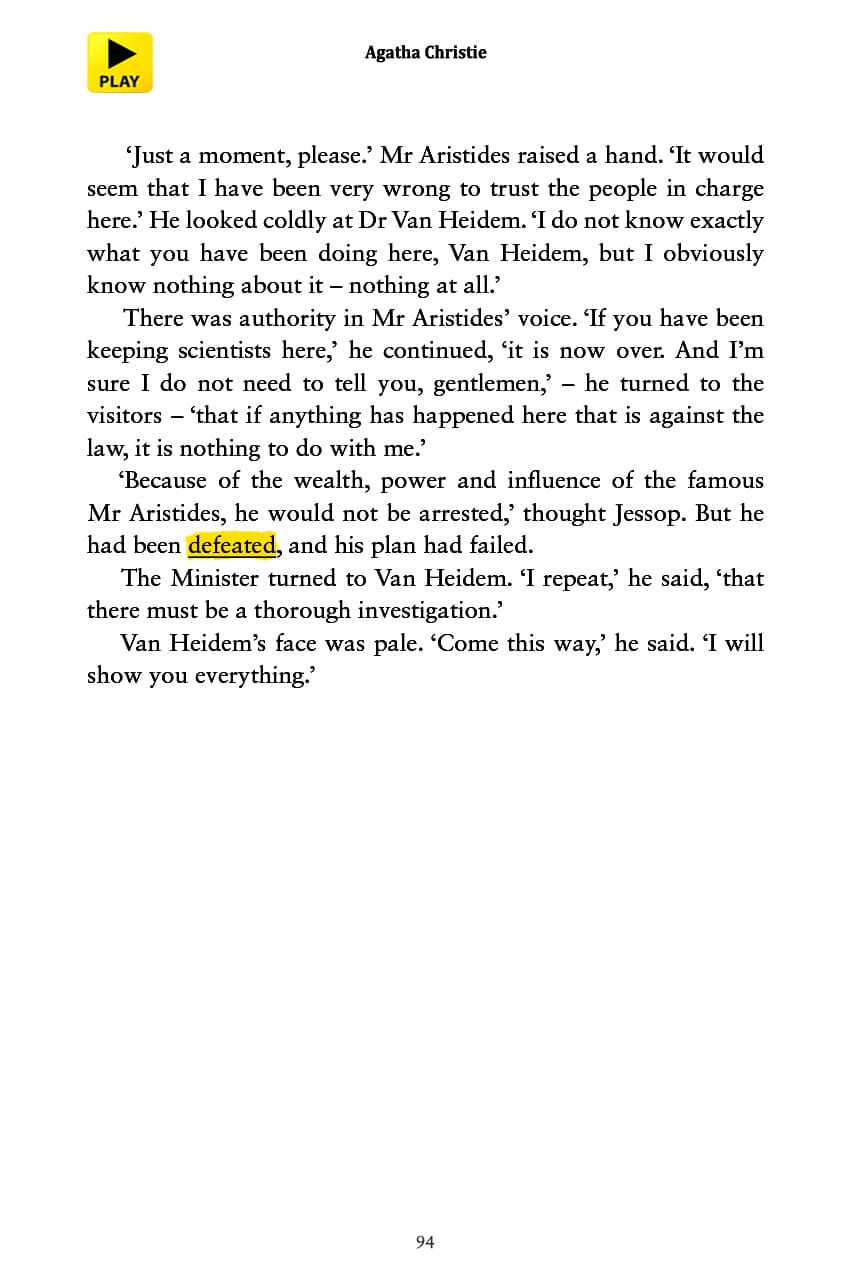 PLAY
Agatha Christie
‘Just a moment, please.’ Mr Aristides raised a hand. ‘It would
seem that I have been very wrong to trust the people in charge
here.’ He looked coldly at Dr Van Heidem. ‘I do not know exactly
what you have been doing here, Van Heidem, but I obviously
know nothing about it – nothing at all.’
There was authority in Mr Aristides’ voice. ‘If you have been
keeping scientists here,’ he continued, ‘it is now over. And I’m
sure I do not need to tell you, gentlemen,’ – he turned to the
visitors – ‘that if anything has happened here that is against the
law, it is nothing to do with me.’
‘Because of the wealth, power and influence of the famous
Mr Aristides, he would not be arrested,’ thought Jessop. But he
had been defeated, and his plan had failed.
The Minister turned to Van Heidem. ‘I repeat,’ he said, ‘that
there must be a thorough investigation.’
Van Heidem’s face was pale. ‘Come this way,’ he said. ‘I will
show you everything.’
94